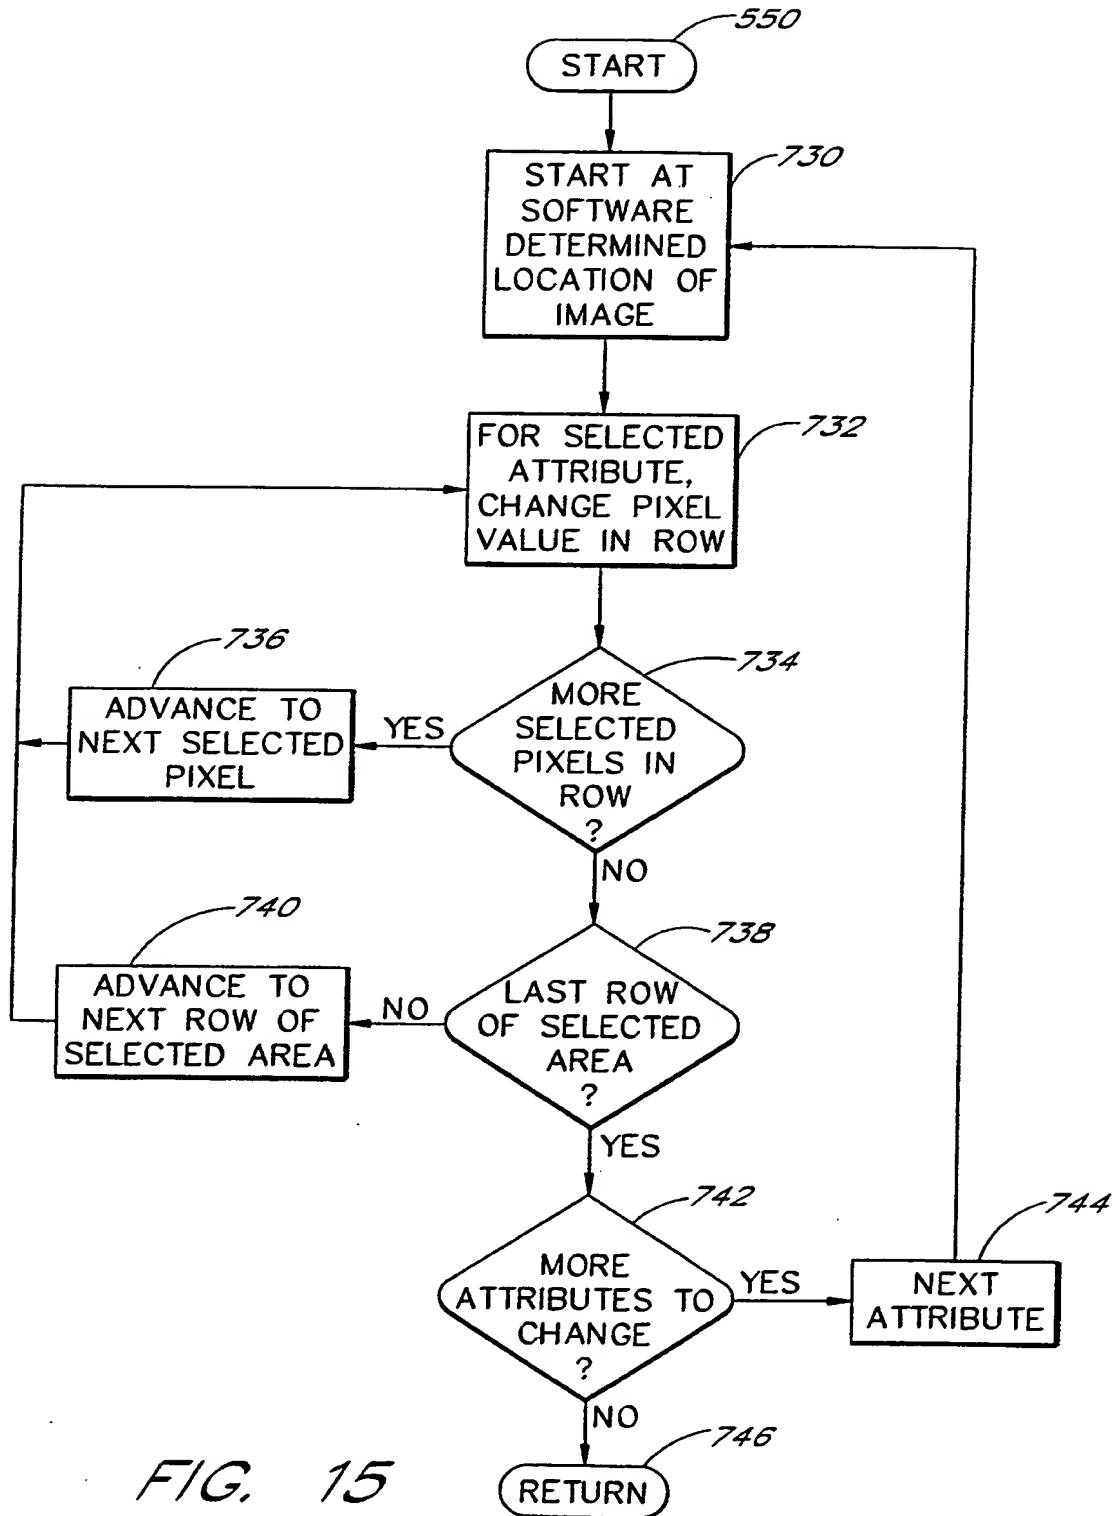 550
START
730
START AT
SOFTWARE
DETERMINED
LOCATION OF
IMAGE
732
FOR SELECTED
ATTRIBUTE,
CHANGE PIXEL
VALUE IN ROW
736
ADVANCE TO
NEXT SELECTED
PIXEL
YES
734
MORE
SELECTED
PIXELS IN
ROW
?
NO
740
ADVANCE TO
NEXT ROW OF
SELECTED AREA
NO
738
LAST ROW
OF SELECTED
AREA
?
YES
742
MORE
ATTRIBUTES TO
CHANGE
?
YES
744
NEXT
ATTRIBUTE
NO
746
RETURN
FIG. 15